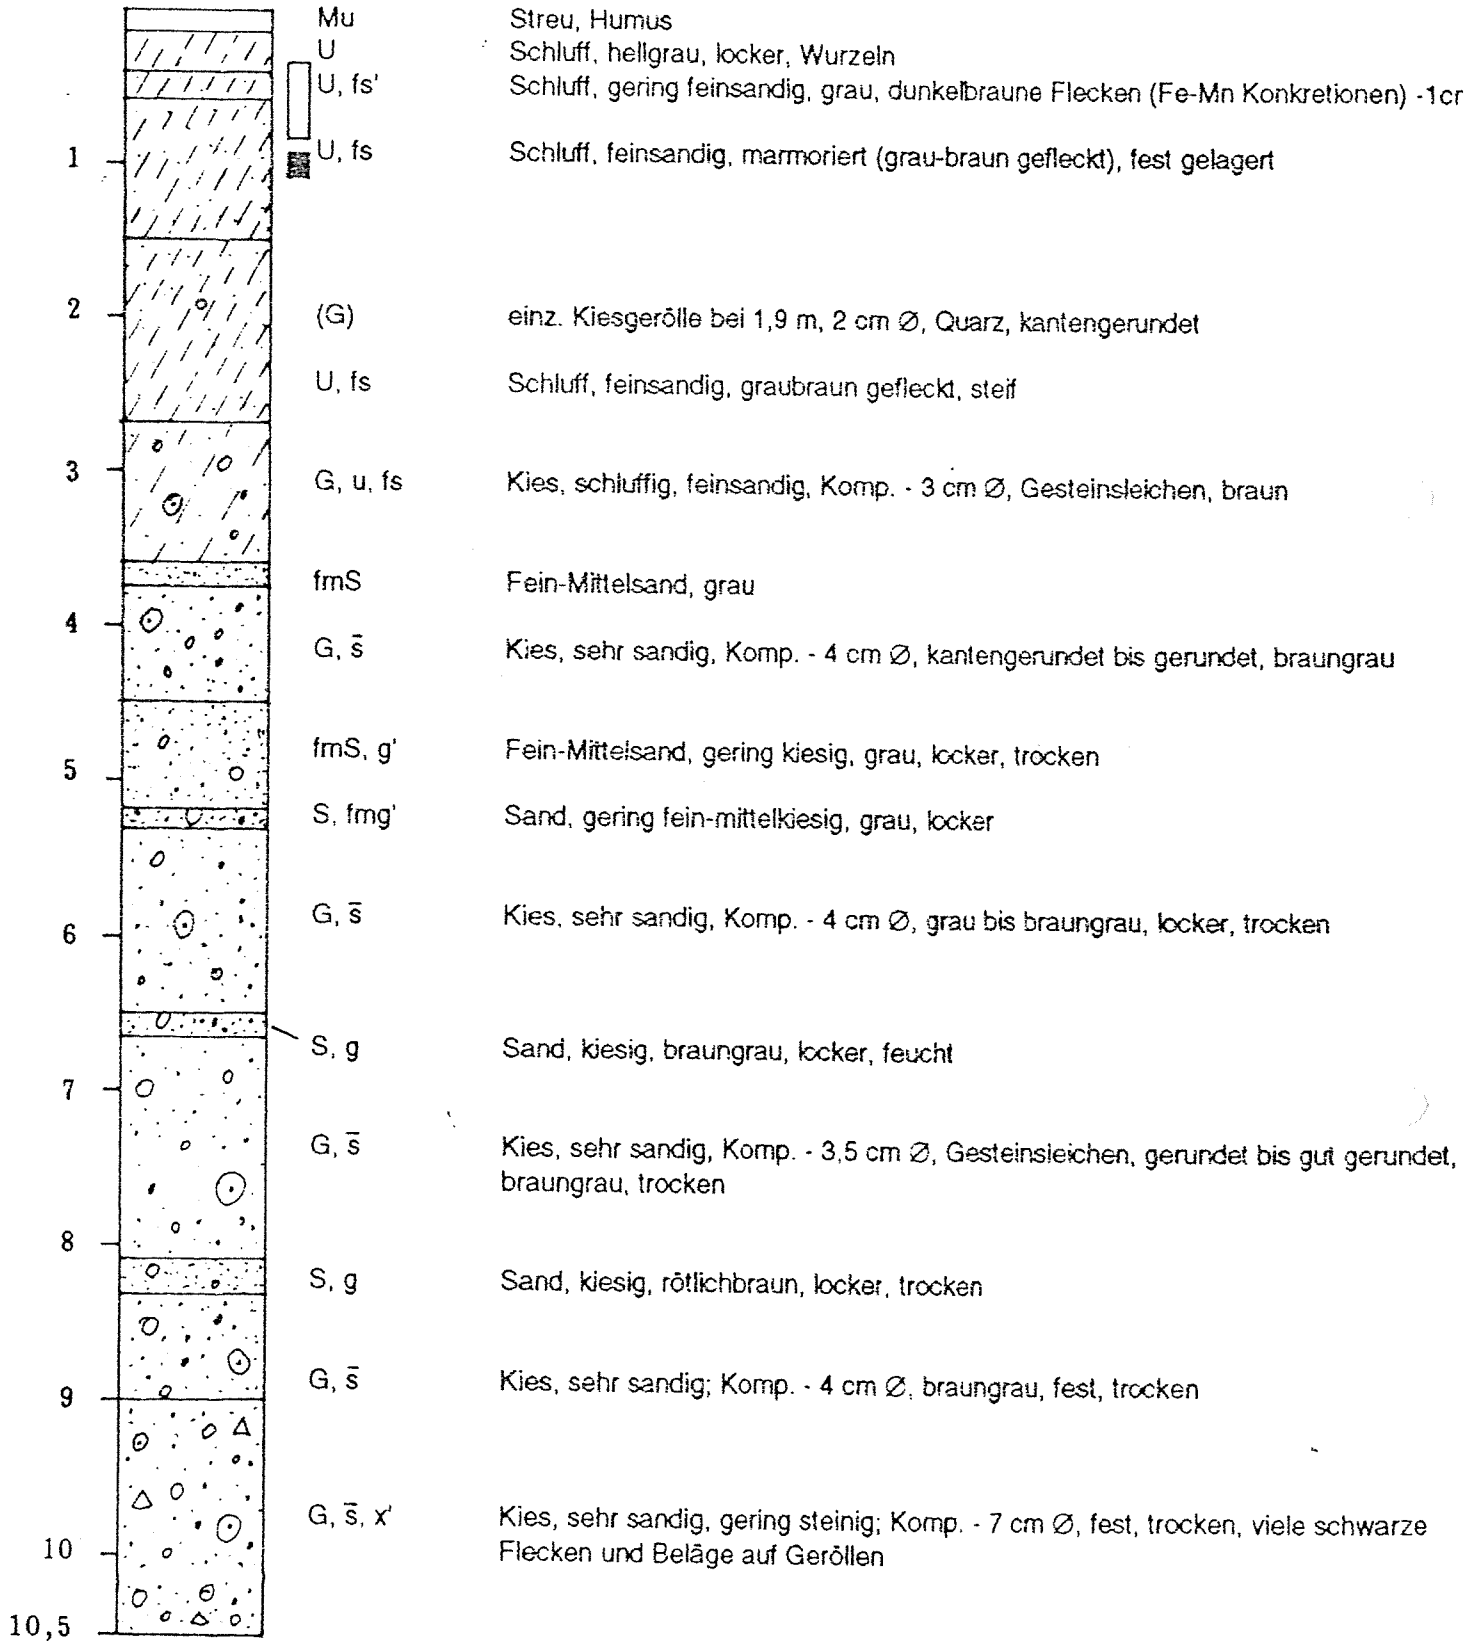 Mu Streu, Humus
U Schluff, hellgrau, locker, Wurzeln
U, fs' Schluff, gering feinsandig, grau, dunkelbraune Flecken (Fe-Mn Konkretionen) -1cm
1 U, fs Schluff, feinsandig, marmoriert (grau-braun gefleckt), fest gelagert
2 (G) einz. Kiesgerölle bei 1,9 m, 2 cm Ø, Quarz, kantengerundet
U, fs Schluff, feinsandig, graubraun gefleckt, steif
3 G, u, fs Kies, schluffig, feinsandig, Komp. - 3 cm Ø, Gesteinsleichen, braun
fmS Fein-Mittelsand, grau
4 G, s̄ Kies, sehr sandig, Komp. - 4 cm Ø, kantengerundet bis gerundet, braungrau
fmS, g' Fein-Mittelsand, gering kiesig, grau, locker, trocken
5
S, fmg' Sand, gering fein-mittelkiesig, grau, locker
6 G, s̄ Kies, sehr sandig, Komp. - 4 cm Ø, grau bis braungrau, locker, trocken
S, g Sand, kiesig, braungrau, locker, feucht
7
G, s̄ Kies, sehr sandig, Komp. - 3,5 cm Ø, Gesteinsleichen, gerundet bis gut gerundet,
braungrau, trocken
8
S, g Sand, kiesig, rötlichbraun, locker, trocken
9 G, s̄ Kies, sehr sandig; Komp. - 4 cm Ø, braungrau, fest, trocken
G, s̄, x' Kies, sehr sandig, gering steinig; Komp. - 7 cm Ø, fest, trocken, viele schwarze
10 Flecken und Beläge auf Geröllen
10,5